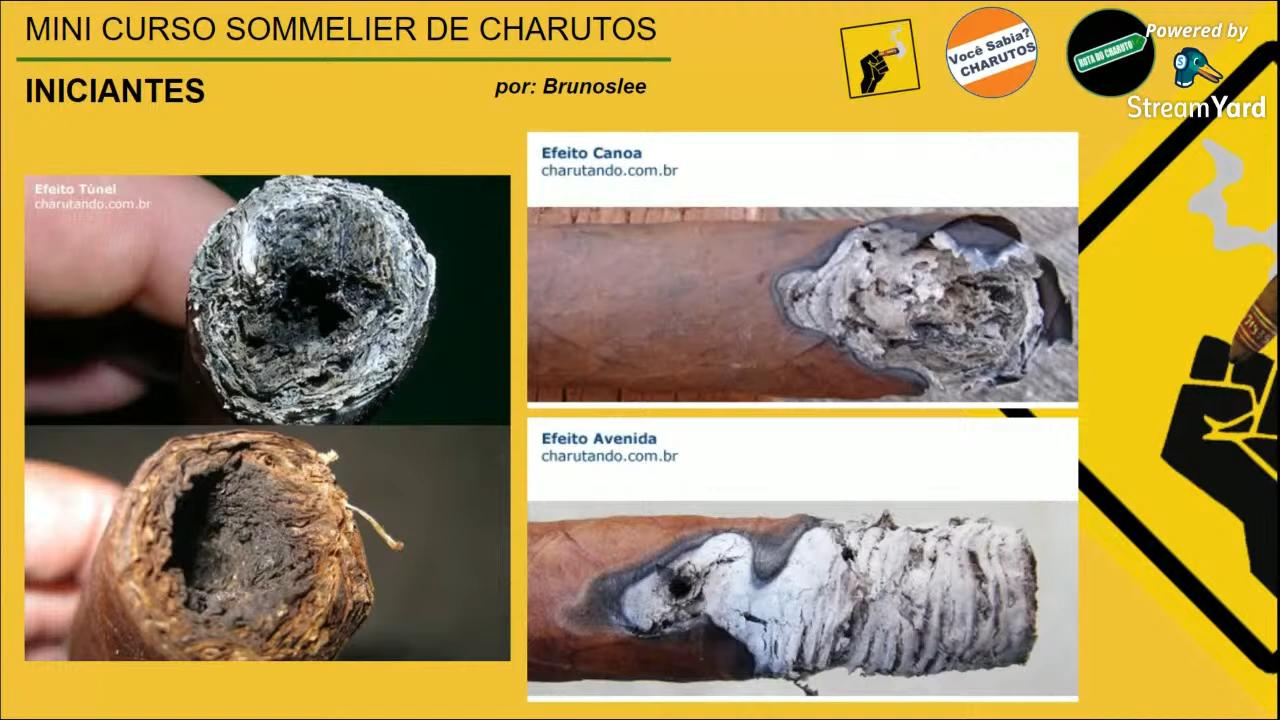 MINI CURSO SOMMELIER DE CHARUTOS
INICIANTES
por: Brunoslee
Você Sabia?
CHARUTOS
ROTA DO CHARUTO
Powered by
StreamYard
Efeito Túnel
charutando.com.br
Efeito Canoa
charutando.com.br
Efeito Avenida
charutando.com.br